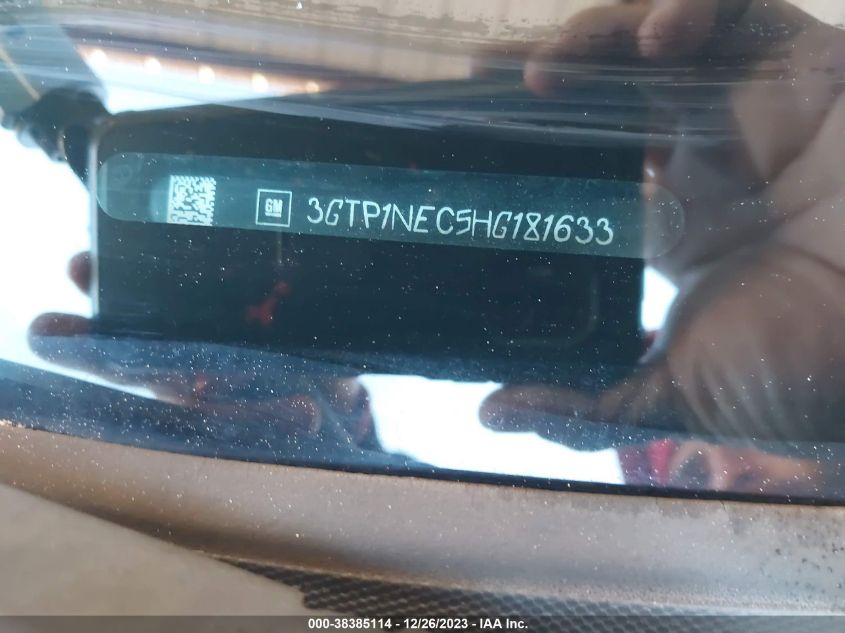 GM 3GTP1NEC5HG181633
000-38385114 - 12/26/2023 - IAA Inc.